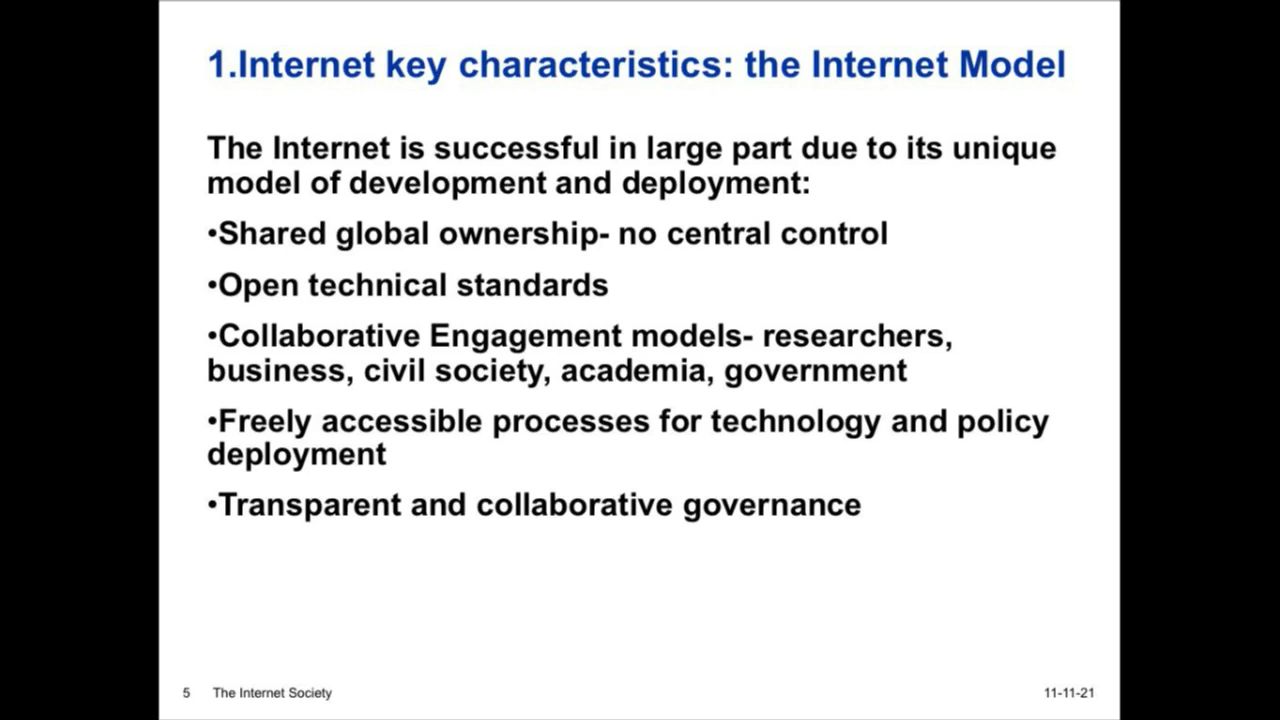 1.Internet key characteristics: the Internet Model
The Internet is successful in large part due to its unique
model of development and deployment:
•Shared global ownership- no central control
•Open technical standards
•Collaborative Engagement models- researchers,
business, civil society, academia, government
•Freely accessible processes for technology and policy
deployment
•Transparent and collaborative governance
5 The Internet Society 11-11-21